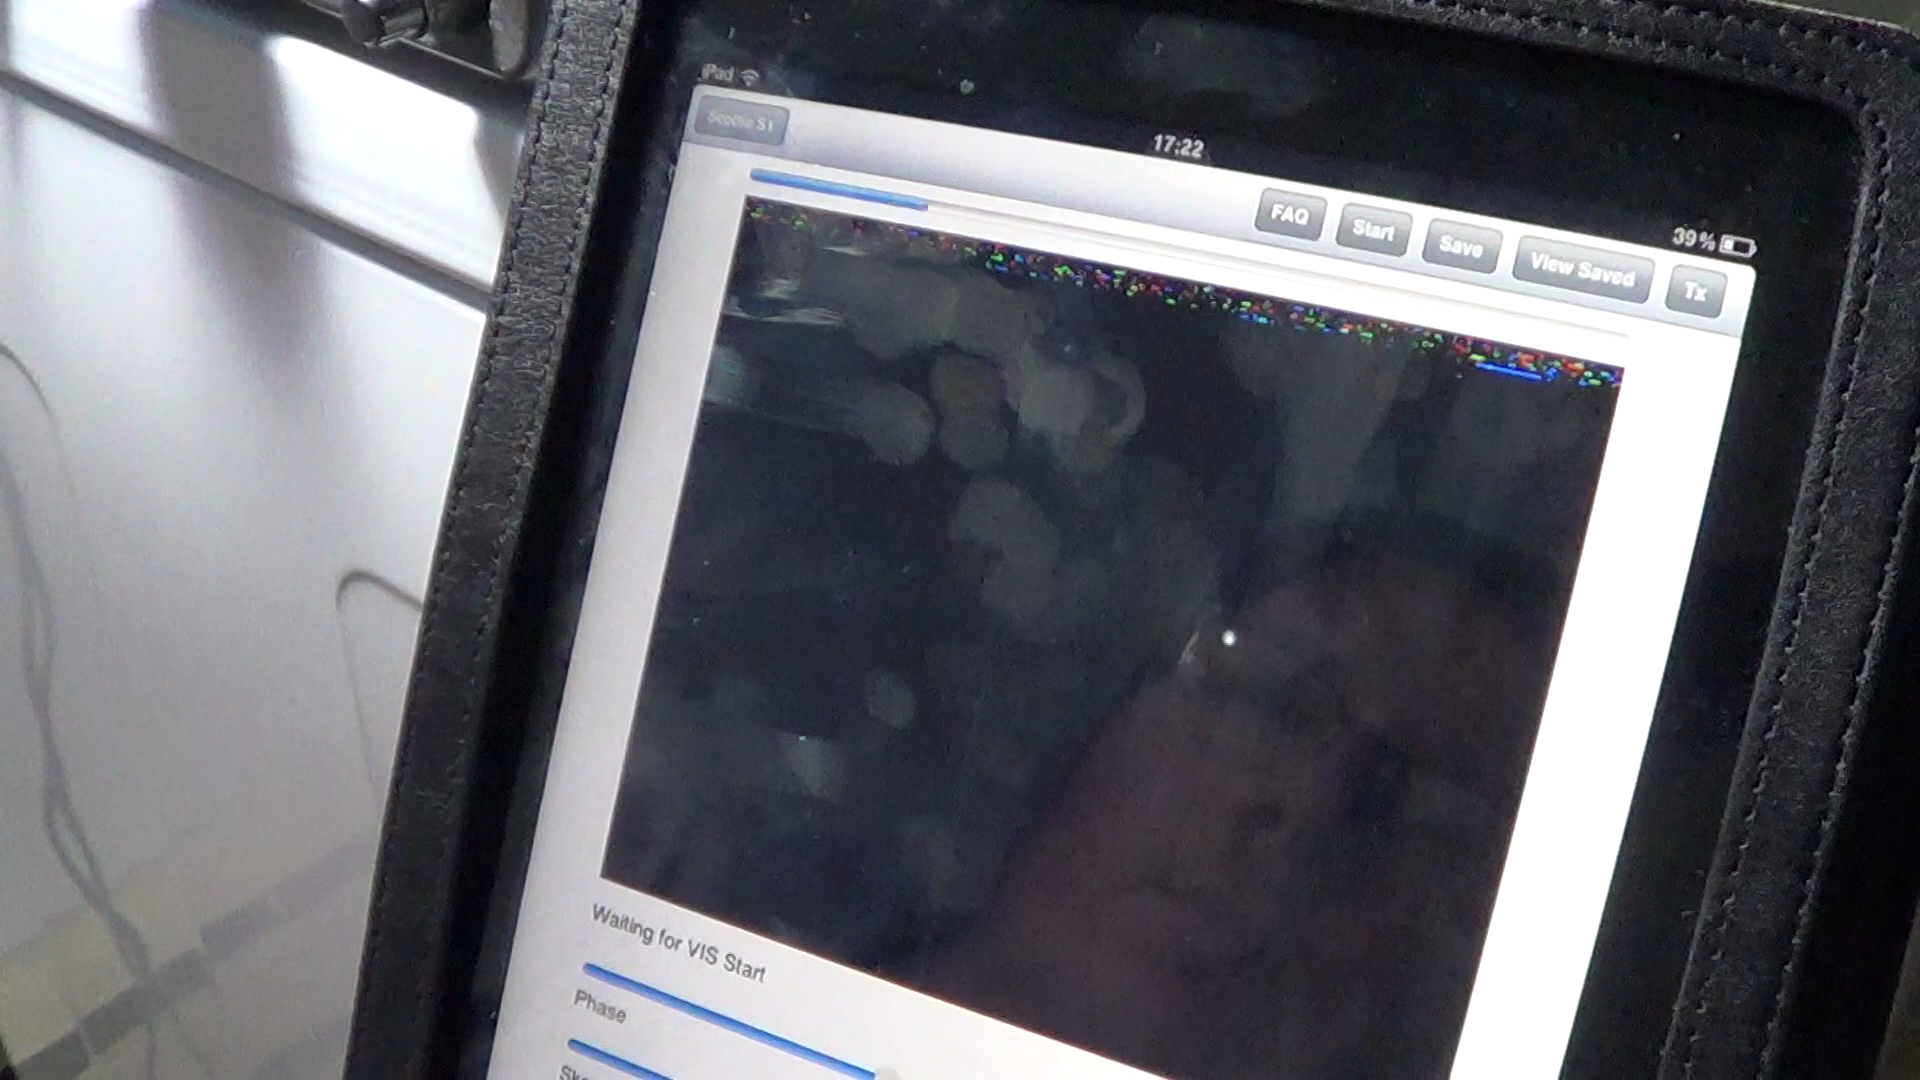 iPad
17:22
39%
Scottie S1
FAQ
Start
Save
View Saved
Tx
Waiting for VIS Start
Phase